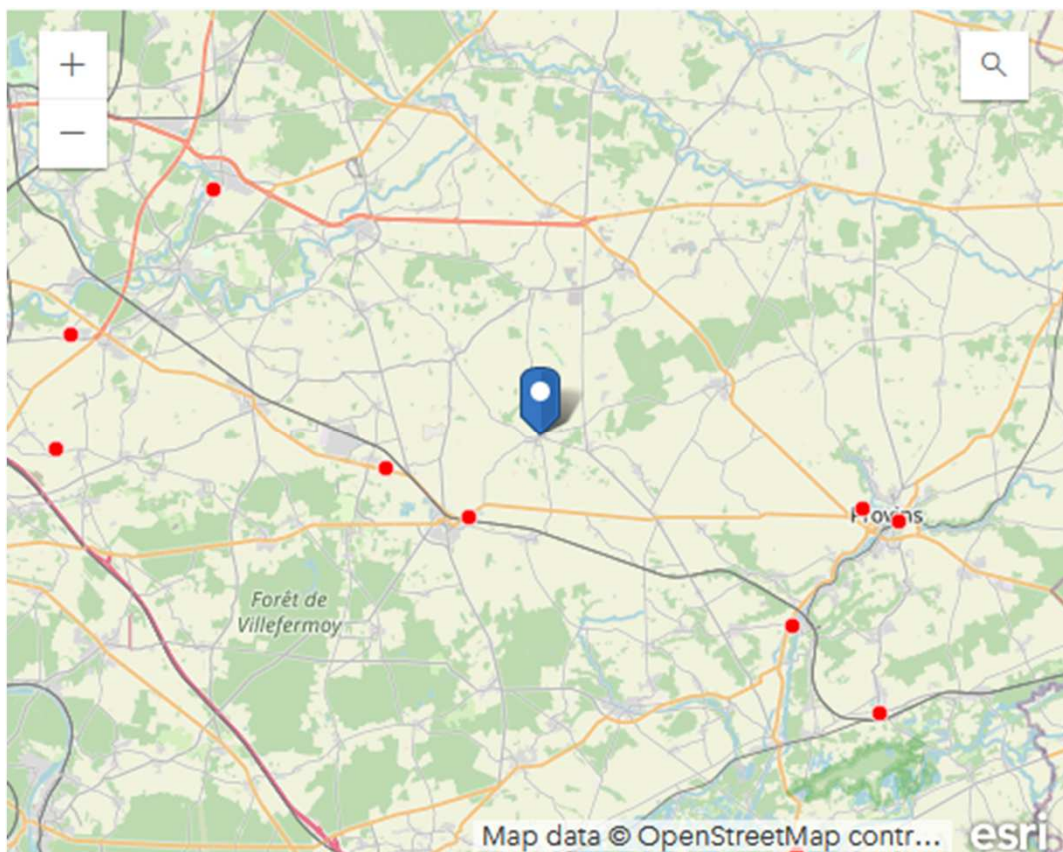 +
−
Provins
Forêt de
Villefermoy
Map data © OpenStreetMap contr...
esri